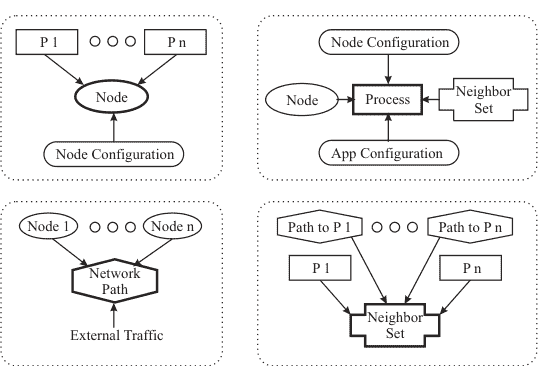 P 1
P n
Node
Node Configuration
Node Configuration
Node
Process
Neighbor
Set
App Configuration
Node 1
Node n
Network
Path
External Traffic
Path to P 1
Path to P n
P 1
P n
Neighbor
Set